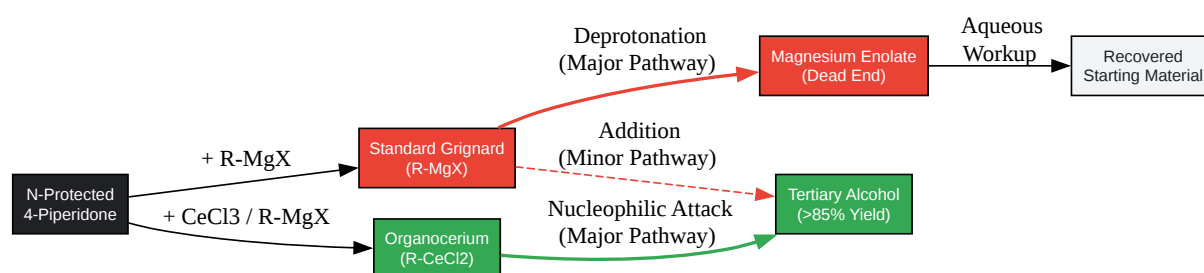 N-Protected
4-Piperidone
+ R-MgX
+ CeCl3 / R-MgX
Standard Grignard
(R-MgX)
Organocerium
(R-CeCl2)
Deprotonation
(Major Pathway)
Addition
(Minor Pathway)
Nucleophilic Attack
(Major Pathway)
Magnesium Enolate
(Dead End)
Tertiary Alcohol
(>85% Yield)
Aqueous
Workup
Recovered
Starting Material